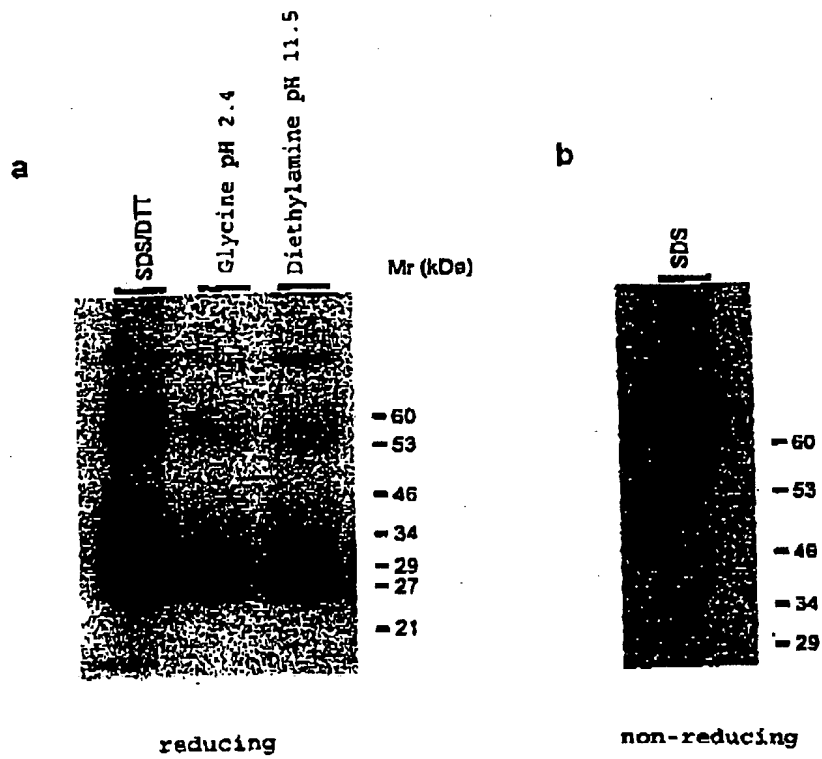 a
SDS/DTT
Glycine pH 2.4
Diethylamine pH 11.5
Mr (kDa)
60
53
46
34
29
27
21
reducing
b
SDS
60
53
46
34
29
non-reducing